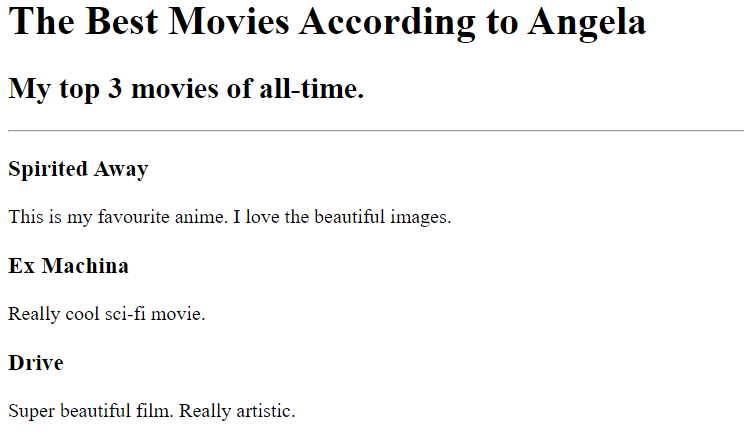 The Best Movies According to Angela
My top 3 movies of all-time.
Spirited Away
This is my favourite anime. I love the beautiful images.
Ex Machina
Really cool sci-fi movie.
Drive
Super beautiful film. Really artistic.